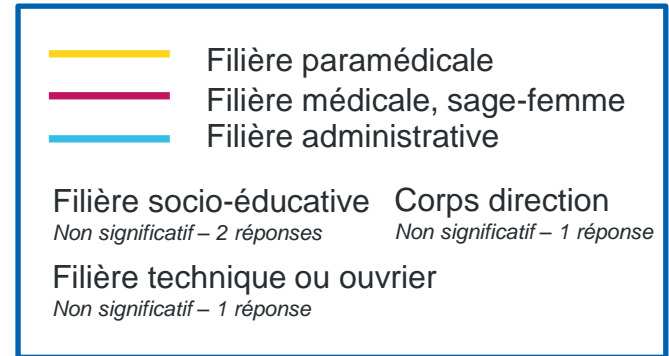 Filière paramédicale
Filière médicale, sage-femme
Filière administrative
Filière socio-éducative
Non significatif – 2 réponses
Corps direction
Non significatif – 1 réponse
Filière technique ou ouvrier
Non significatif – 1 réponse